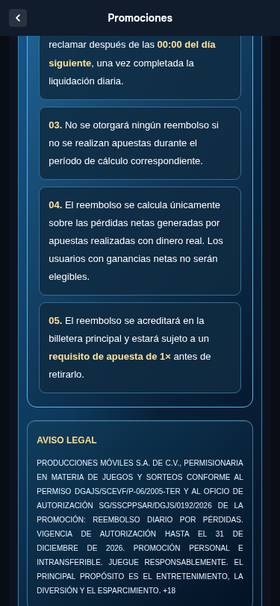 Promociones
reclamar después de las 00:00 del día
siguiente, una vez completada la
liquidación diaria.
03. No se otorgará ningún reembolso si
no se realizan apuestas durante el
período de cálculo correspondiente.
04. El reembolso se calcula únicamente
sobre las pérdidas netas generadas por
apuestas realizadas con dinero real. Los
usuarios con ganancias netas no serán
elegibles.
05. El reembolso se acreditará en la
billetera principal y estará sujeto a un
requisito de apuesta de 1× antes de
retirarlo.
AVISO LEGAL
PRODUCCIONES MÓVILES S.A. DE C.V., PERMISIONARIA
EN MATERIA DE JUEGOS Y SORTEOS CONFORME AL
PERMISO DGAJS/SCEVF/P-06/2005-TER Y AL OFICIO DE
AUTORIZACIÓN SG/SSCPPSAR/DGJS/0192/2026 DE LA
PROMOCIÓN: REEMBOLSO DIARIO POR PÉRDIDAS.
VIGENCIA DE AUTORIZACIÓN HASTA EL 31 DE
DICIEMBRE DE 2026. PROMOCIÓN PERSONAL E
INTRANSFERIBLE. JUEGUE RESPONSABLEMENTE. EL
PRINCIPAL PROPÓSITO ES EL ENTRETENIMIENTO, LA
DIVERSIÓN Y EL ESPARCIMIENTO. +18